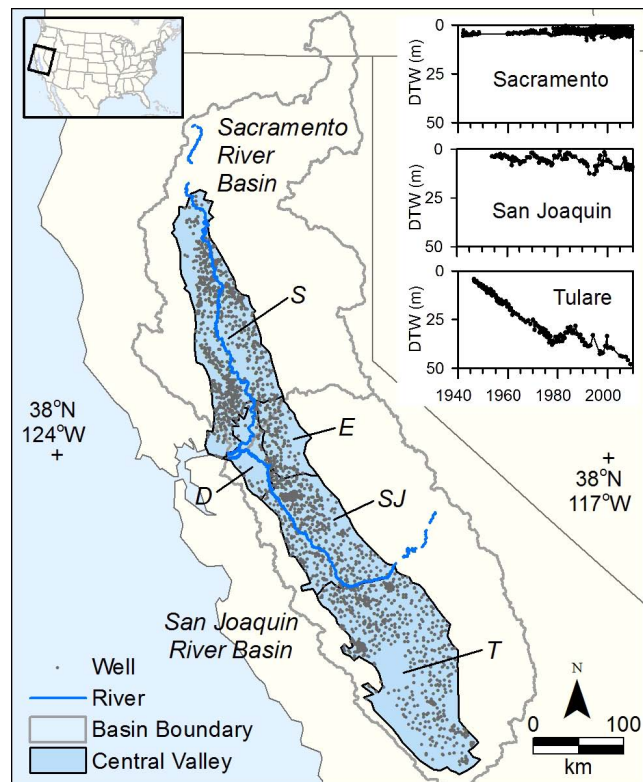 0
25
50
DTW (m)
Sacramento
0
25
50
DTW (m)
San Joaquin
0
25
50
DTW (m)
Tulare
1940 1960 1980 2000
Sacramento
River
Basin
S
38°N
124°W
+
E
D
SJ
+
38°N
117°W
San Joaquin
River Basin
T
Well
River
Basin Boundary
Central Valley
N
0 100
km